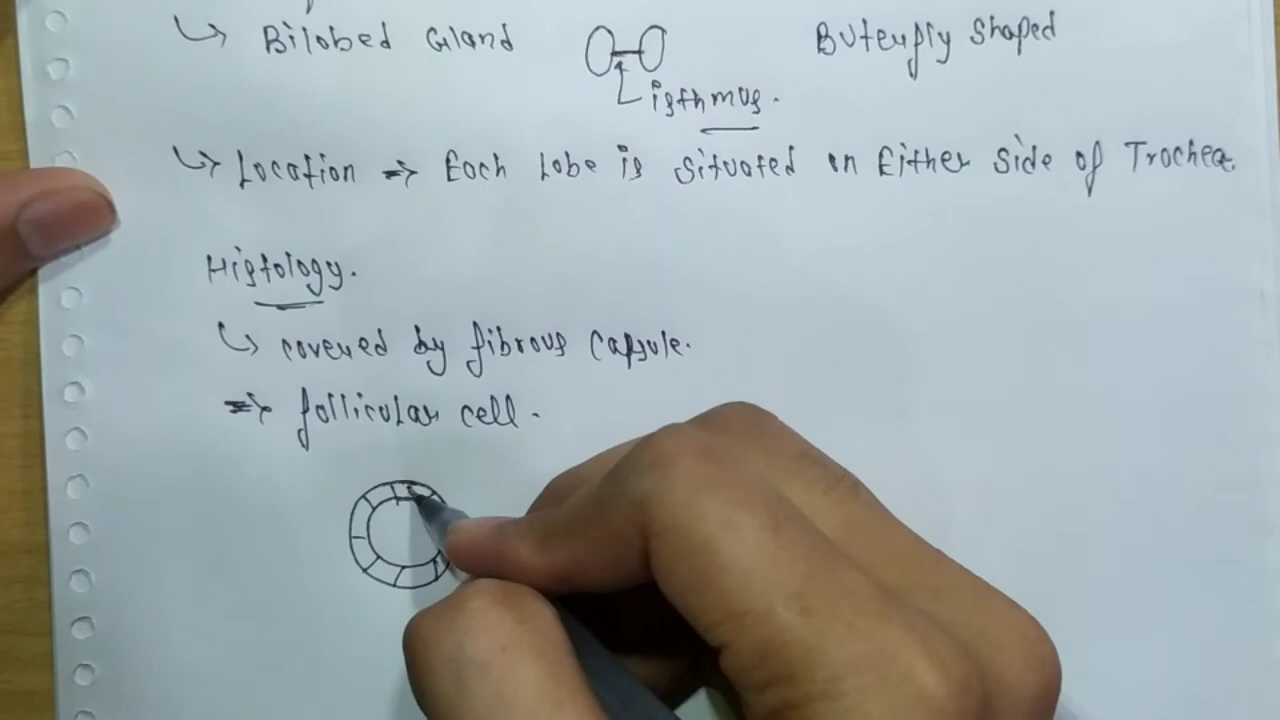 ↳ Bilobed Gland Buterfly Shaped
isthmus.
↳ Location ⇒ Each Lobe is situated on Either Side of Trachea.
Histology.
↳ covered by fibrous capsule.
⇒ follicular cell.